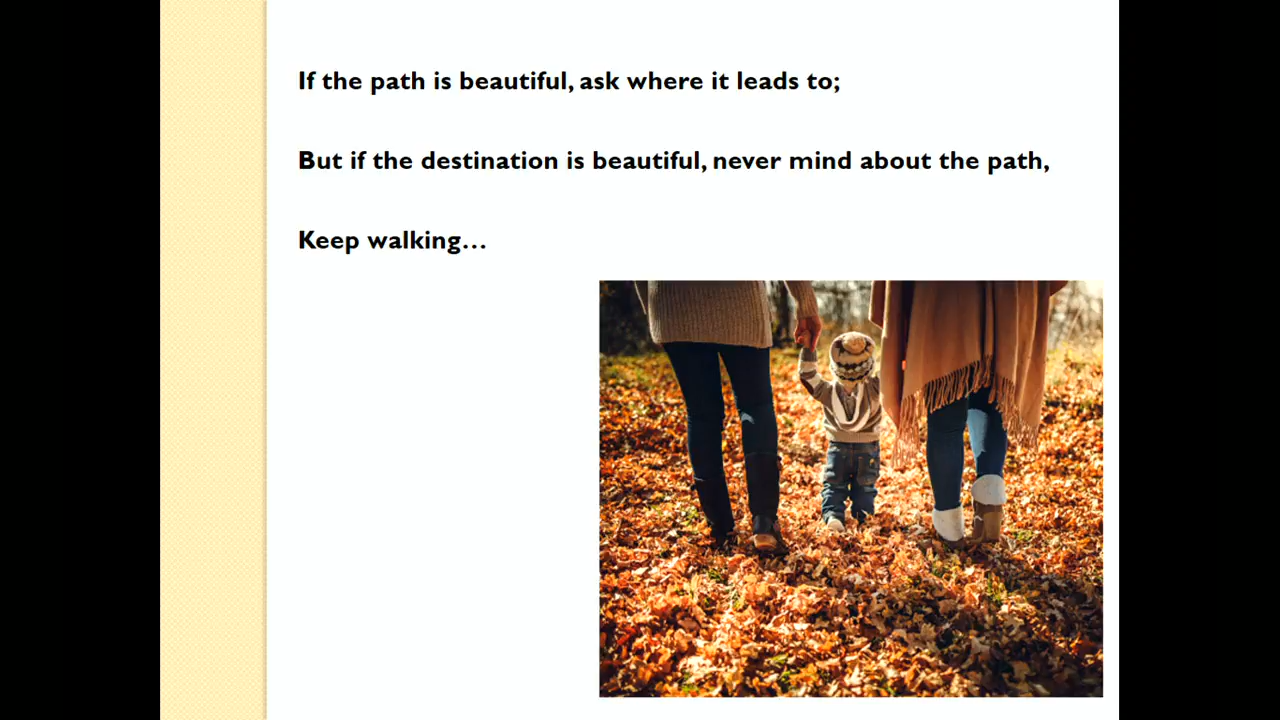 If the path is beautiful, ask where it leads to;
But if the destination is beautiful, never mind about the path,
Keep walking…